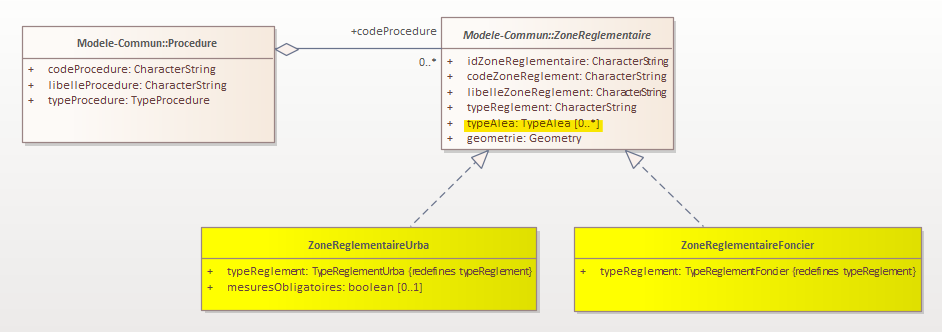 Modele-Commun::Procedure
+ codeProcedure: CharacterString
+ libelleProcedure: CharacterString
+ typeProcedure: TypeProcedure
+codeProcedure
0..*
Modele-Commun::ZoneReglementaire
+ idZoneReglementaire: CharacterString
+ codeZoneReglement: CharacterString
+ libelleZoneReglement: CharacterString
+ typeReglement: CharacterString
+ typeAlea: TypeAlea [0..*]
+ geometrie: Geometry
ZoneReglementaireUrba
+ typeReglement: TypeReglementUrba {redefines typeReglement}
+ mesuresObligatoires: boolean [0..1]
ZoneReglementaireFoncier
+ typeReglement: TypeReglementFoncier {redefines typeReglement}